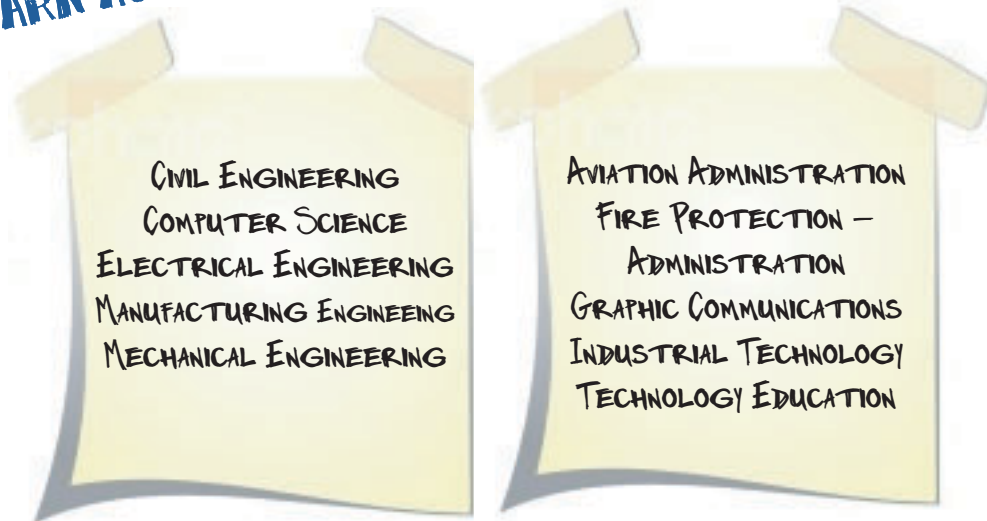 Civil Engineering
Computer Science
Electrical Engineering
Manufacturing Engineeing
Mechanical Engineering
Aviation Administration
Fire Protection –
Administration
Graphic Communications
Industrial Technology
Technology Education